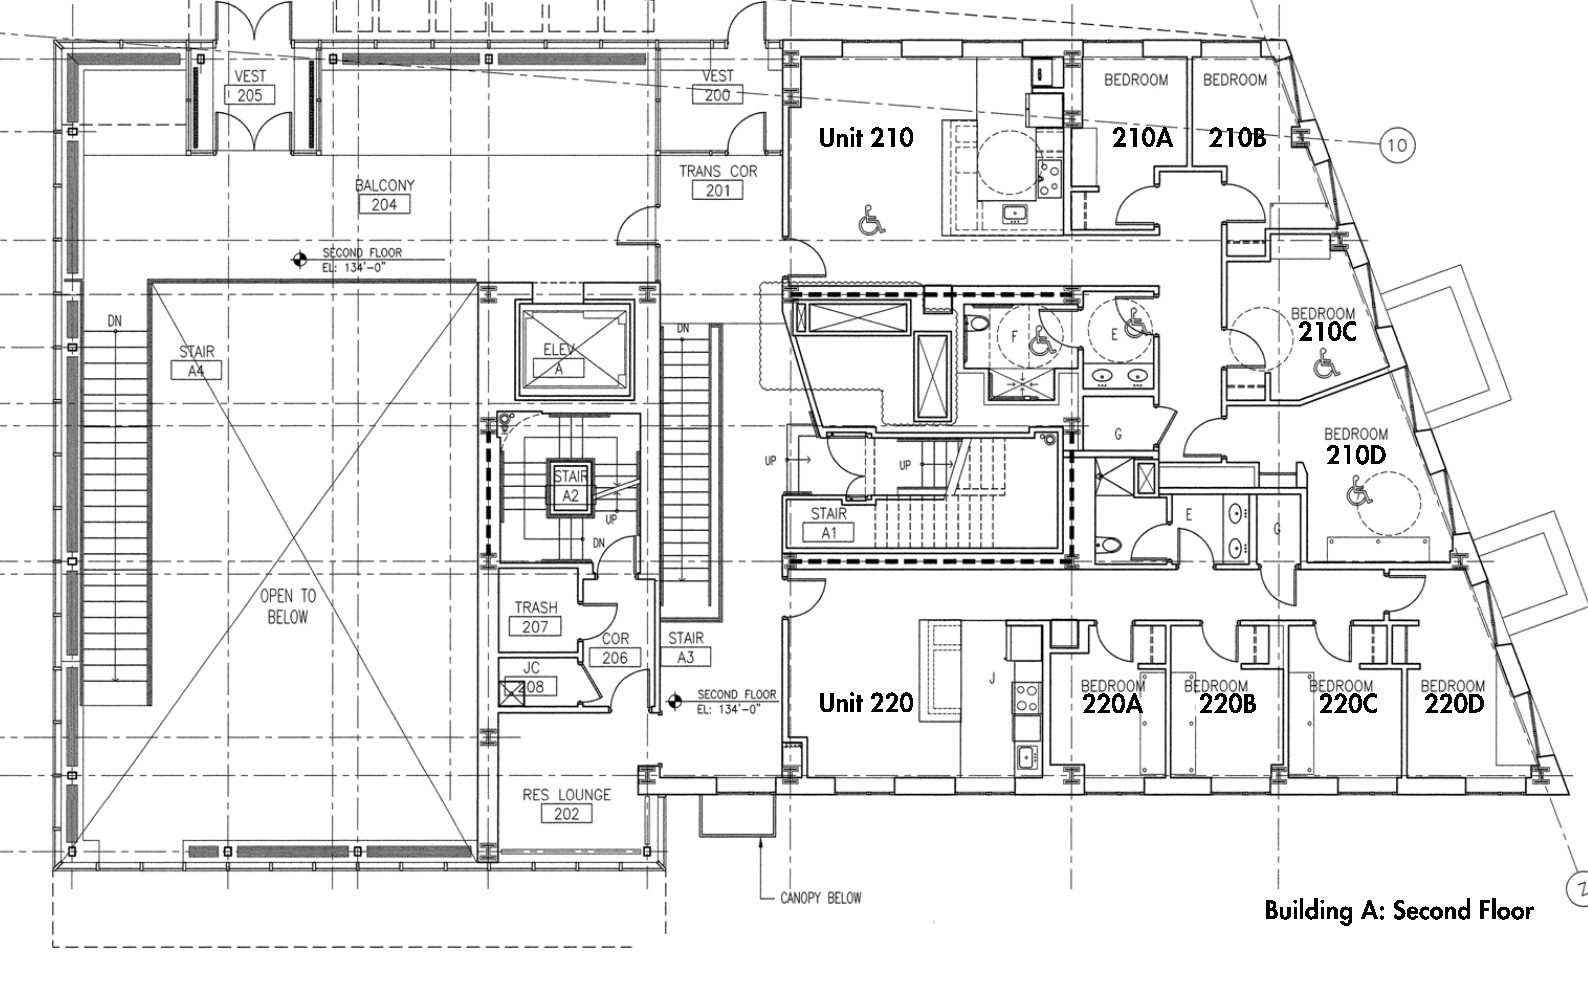 VEST
205
VEST
200
BEDROOM
BEDROOM
Unit 210
210A
210B
10
TRANS COR
201
BALCONY
204
SECOND FLOOR
EL: 134'-0"
DN
DN
BEDROOM
210C
STAIR
A4
ELEV
A
F
E
G
BEDROOM
210D
UP
UP
STAIR
A2
UP
DN
STAIR
A1
E
G
OPEN TO
BELOW
TRASH
207
COR
206
STAIR
A3
JC
208
SECOND FLOOR
EL: 134'-0"
Unit 220
J
BEDROOM
220A
BEDROOM
220B
BEDROOM
220C
BEDROOM
220D
RES LOUNGE
202
CANOPY BELOW
Z
Building A: Second Floor